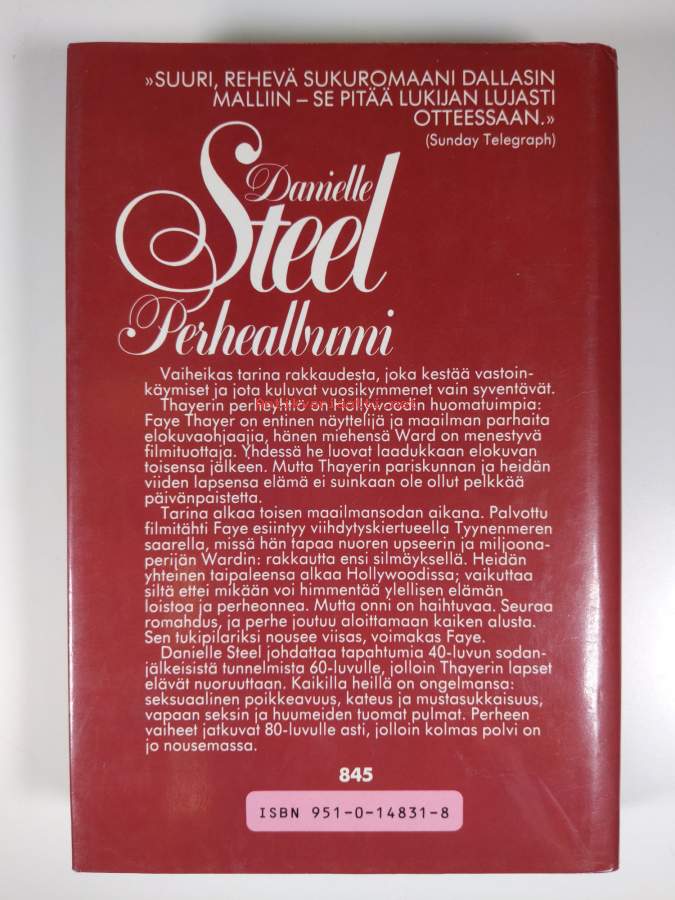 »SUURI, REHEVÄ SUKUROMAANI DALLASIN
MALLIIN – SE PITÄÄ LUKIJAN LUJASTI
OTTEESSAAN.»
(Sunday Telegraph)
Danielle
Steel
Perhealbumi
Vaiheikas tarina rakkaudesta, joka kestää vastoin-
käymiset ja jota kuluvat vuosikymmenet vain syventävät.
Thayerin perheyhtiö on Hollywoodin huomatuimpia:
Faye Thayer on entinen näyttelijä ja maailman parhaita
elokuvaohjaajia, hänen miehensä Ward on menestyvä
filmituottaja. Yhdessä he luovat laadukkaan elokuvan
toisensa jälkeen. Mutta Thayerin pariskunnan ja heidän
viiden lapsensa elämä ei suinkaan ole ollut pelkkää
päivänpaistetta.
Tarina alkaa toisen maailmansodan aikana. Palvottu
filmitähti Faye esiintyy viihdytyskiertueella Tyynenmeren
saarella, missä hän tapaa nuoren upseerin ja miljoona-
perijän Wardin: rakkautta ensi silmäyksellä. Heidän
yhteinen taipaleensa alkaa Hollywoodissa; vaikuttaa
siltä ettei mikään voi himmentää ylellisen elämän
loistoa ja perheonnea. Mutta onni on haihtuvaa. Seuraa
romahdus, ja perhe joutuu aloittamaan kaiken alusta.
Sen tukipilariksi nousee viisas, voimakas Faye.
Danielle Steel johdattaa tapahtumia 40-luvun sodan-
jälkeisistä tunnelmista 60-luvulle, jolloin Thayerin lapset
elävät nuoruuttaan. Kaikilla heillä on ongelmansa:
seksuaalinen poikkeavuus, kateus ja mustasukkaisuus,
vapaan seksin ja huumeiden tuomat pulmat. Perheen
vaiheet jatkuvat 80-luvulle asti, jolloin kolmas polvi on
jo nousemassa.
845
ISBN 951-0-14831-8